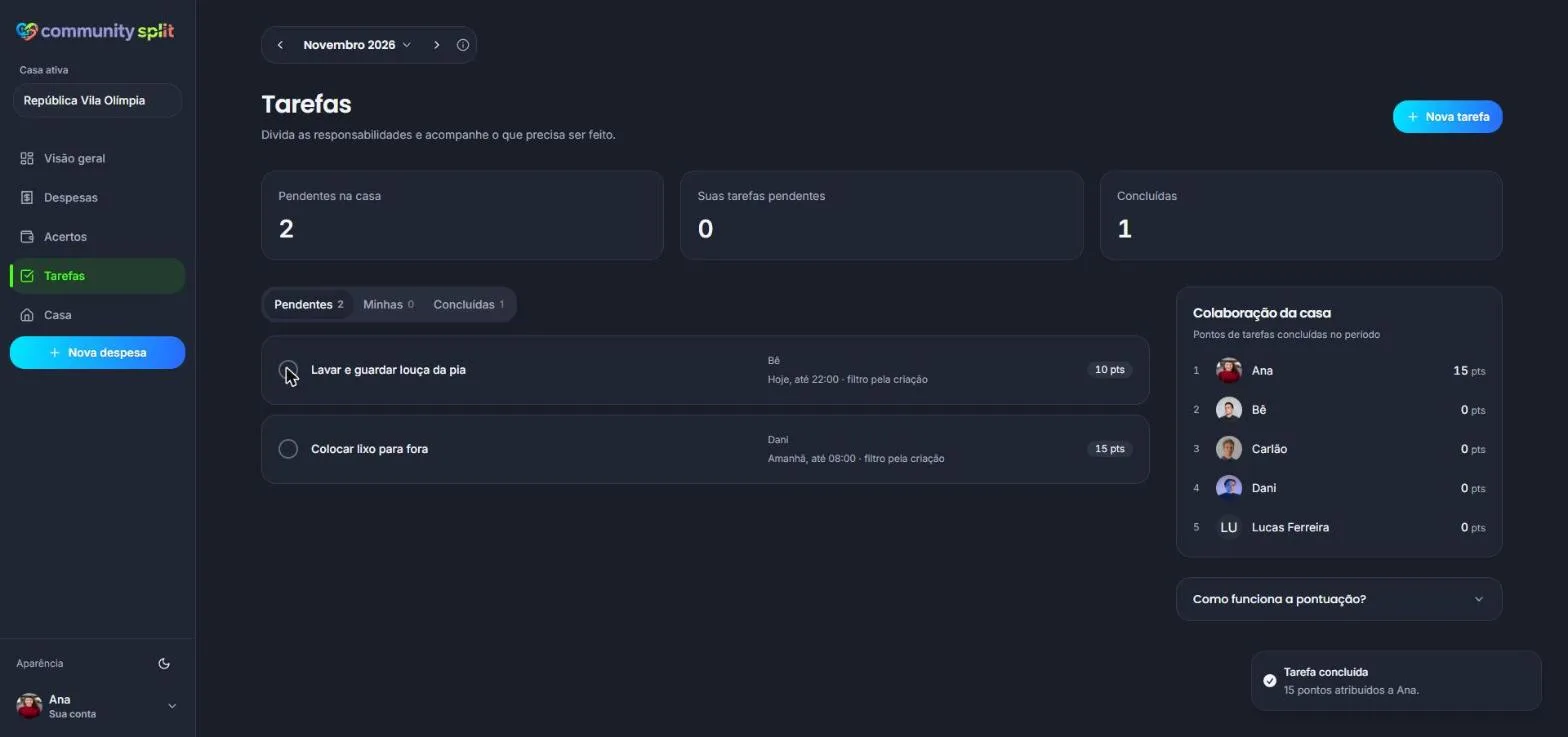 community split
Casa ativa
República Vila Olímpia
Visão geral
Despesas
Acertos
Tarefas
Casa
+ Nova despesa
Aparência
Ana
Sua conta
Novembro 2026
Tarefas
Divida as responsabilidades e acompanhe o que precisa ser feito.
+ Nova tarefa
Pendentes na casa
2
Suas tarefas pendentes
0
Concluídas
1
Pendentes 2 Minhas 0 Concluídas 1
Lavar e guardar louça da pia
Bê
Hoje, até 22:00 · filtro pela criação
10 pts
Colocar lixo para fora
Dani
Amanhã, até 08:00 · filtro pela criação
15 pts
Colaboração da casa
Pontos de tarefas concluídas no período
1 Ana 15 pts
2 Bê 0 pts
3 Carlão 0 pts
4 Dani 0 pts
5 LU Lucas Ferreira 0 pts
Como funciona a pontuação?
Tarefa concluída
15 pontos atribuídos a Ana.